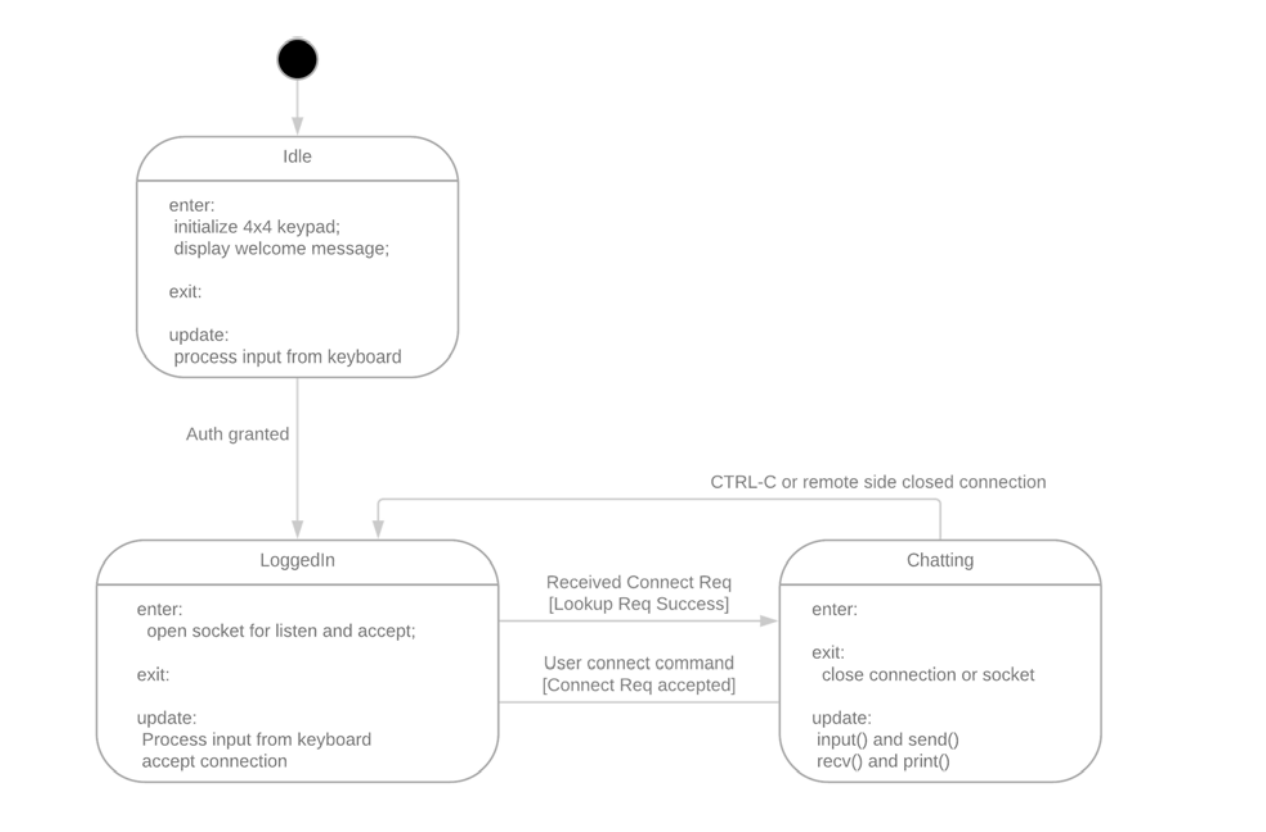 Idle
enter:
initialize 4x4 keypad;
display welcome message;
exit:
update:
process input from keyboard
Auth granted
CTRL-C or remote side closed connection
LoggedIn
enter:
open socket for listen and accept;
exit:
update:
Process input from keyboard
accept connection
Received Connect Req
[Lookup Req Success]
User connect command
[Connect Req accepted]
Chatting
enter:
exit:
close connection or socket
update:
input() and send()
recv() and print()